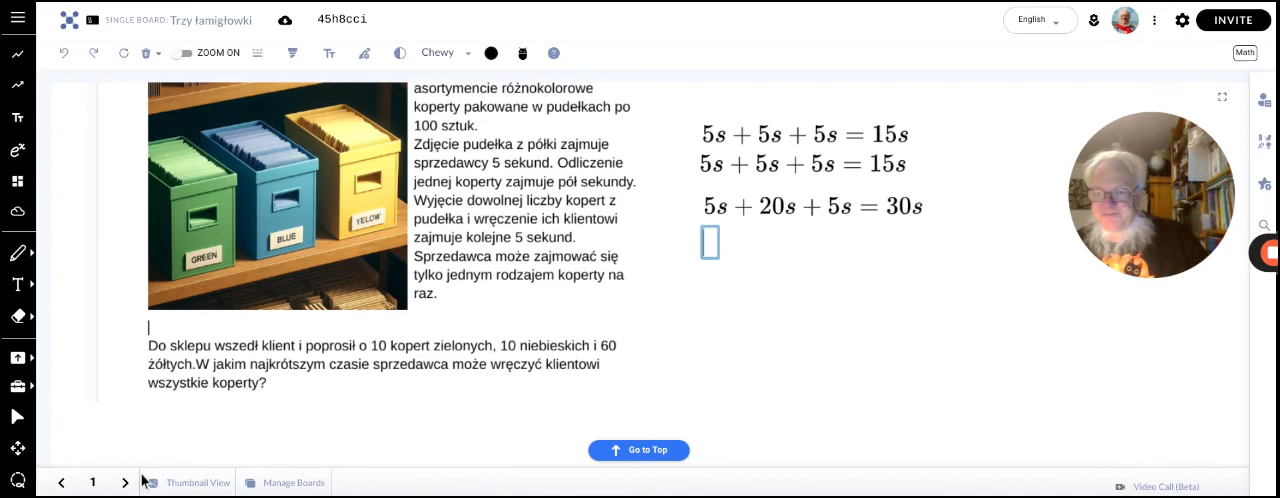 SINGLE BOARD: Trzy łamigłowki
45h8cci
English
INVITE
ZOOM ON
Chewy
Math
asortymencie różnokolorowe
koperty pakowane w pudełkach po
100 sztuk.
Zdjęcie pudełka z półki zajmuje
sprzedawcy 5 sekund. Odliczenie
jednej koperty zajmuje pół sekundy.
Wyjęcie dowolnej liczby kopert z
pudełka i wręczenie ich klientowi
zajmuje kolejne 5 sekund.
Sprzedawca może zajmować się
tylko jednym rodzajem koperty na
raz.
GREEN
BLUE
YELOW
Do sklepu wszedł klient i poprosił o 10 kopert zielonych, 10 niebieskich i 60
żółtych.W jakim najkrótszym czasie sprzedawca może wręczyć klientowi
wszystkie koperty?
5s + 5s + 5s = 15s
5s + 5s + 5s = 15s
5s + 20s + 5s = 30s
Go to Top
1
Thumbnail View
Manage Boards
Video Call (Beta)